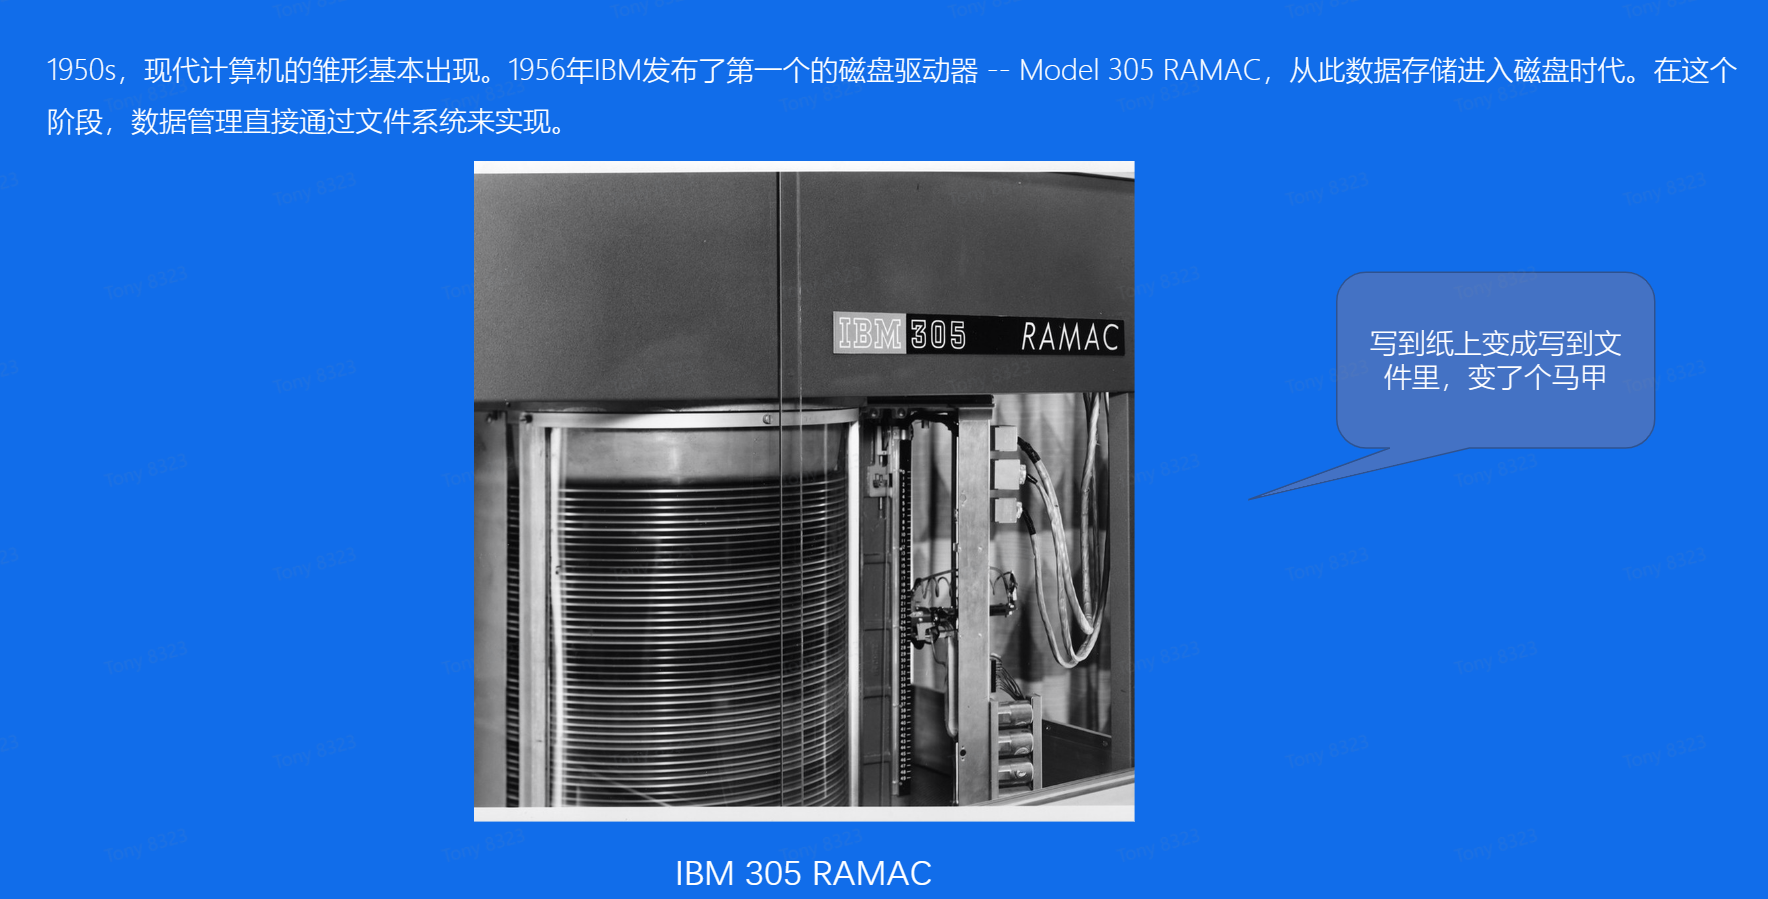 1950s，现代计算机的雏形基本出现。1956年IBM发布了第一个的磁盘驱动器 -- Model 305 RAMAC，从此数据存储进入磁盘时代。在这个
阶段，数据管理直接通过文件系统来实现。
IBM 305 RAMAC
写到纸上变成写到文
件里，变了个马甲
IBM 305 RAMAC
Tony 8323